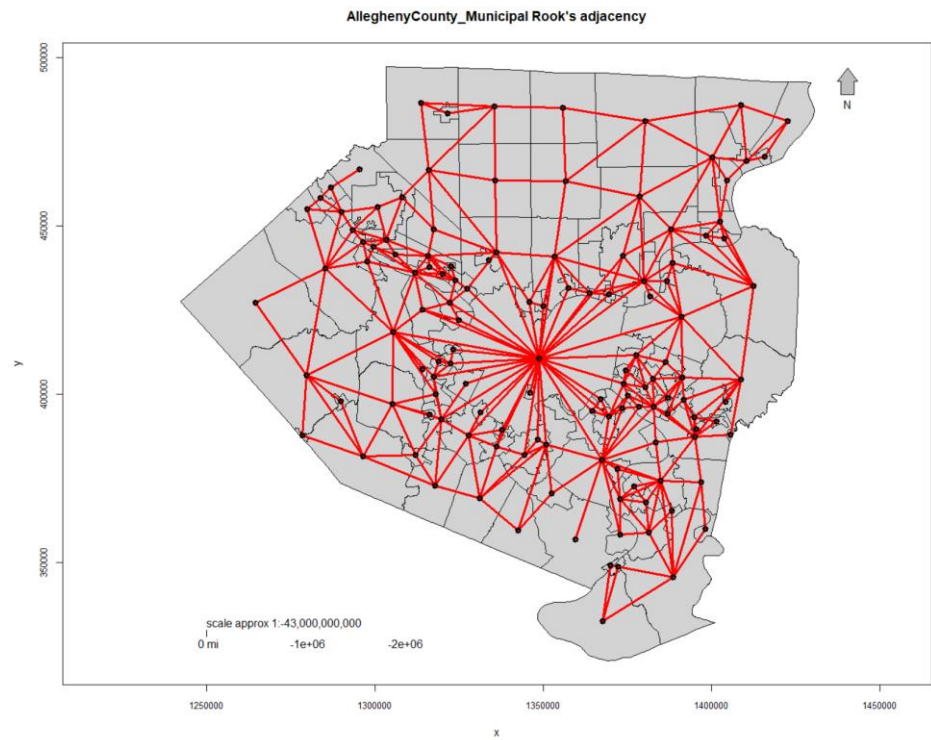 AlleghenyCounty_Municipal Rook's adjacency
500000
N
450000
y
400000
350000
scale approx 1:-43,000,000,000
0 mi -1e+06 -2e+06
1250000 1300000 1350000 1400000 1450000
x